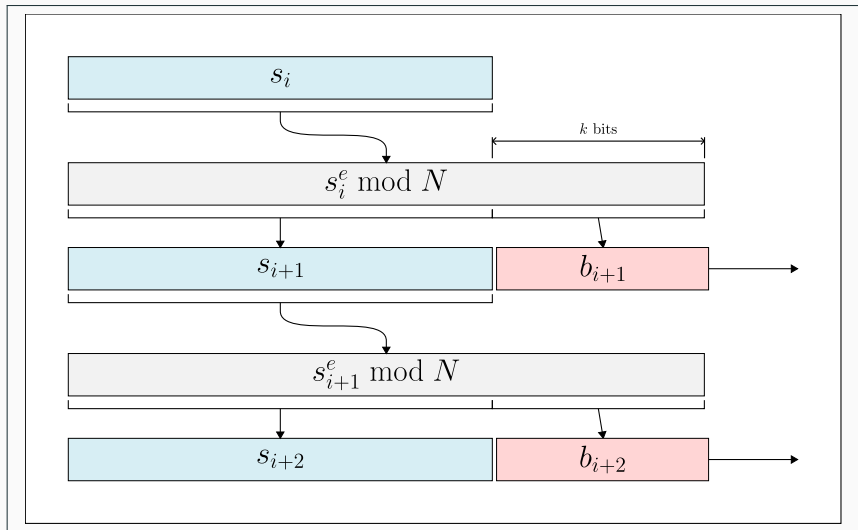 s_i
k bits
s_i^e mod N
s_{i+1} b_{i+1}
s_{i+1}^e mod N
s_{i+2} b_{i+2}